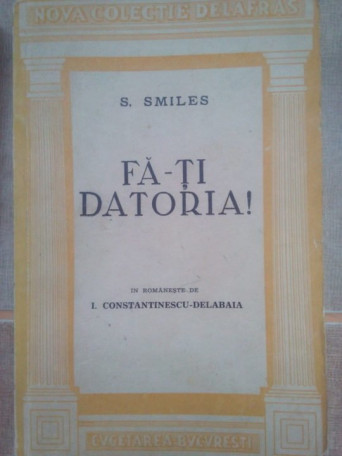 NOVA COLECȚIE DELAFRAS
S. SMILES
FĂ-ȚI
DATORIA!
IN ROMÂNEȘTE DE
I. CONSTANTINESCU-DELABAIA
CUGETAREA-BUCUREȘTI